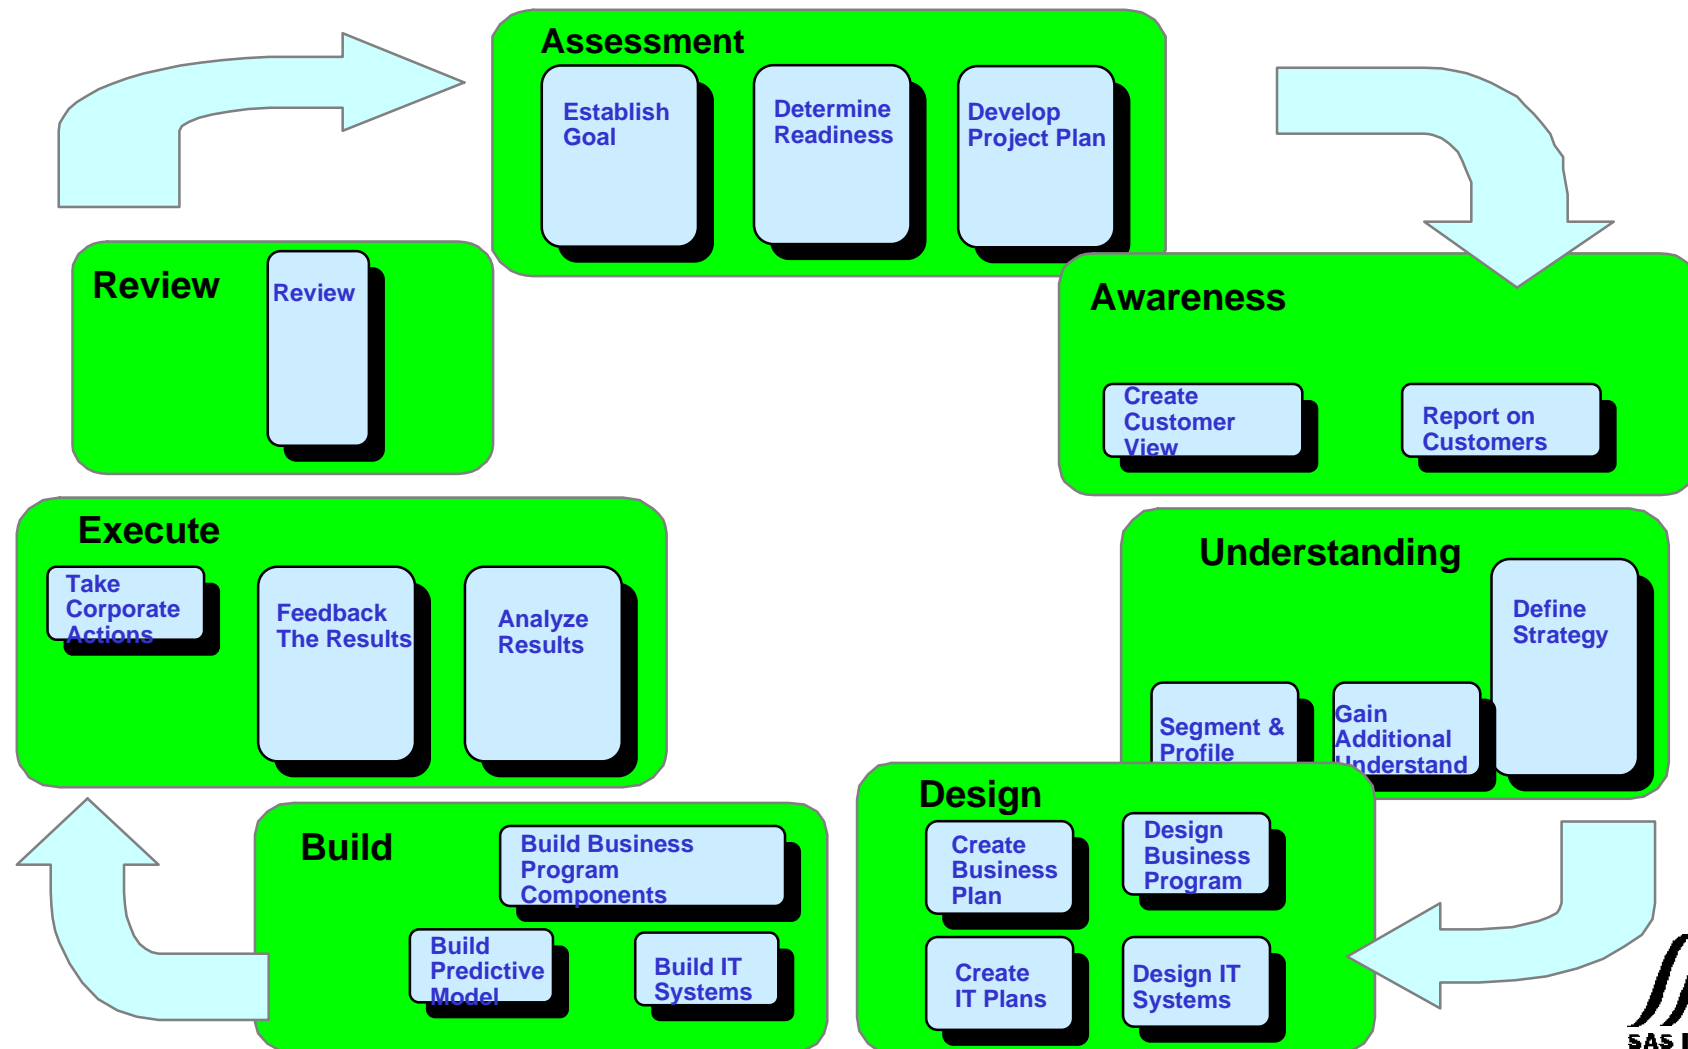 Assessment
Establish
Goal
Determine
Readiness
Develop
Project Plan
Awareness
Create
Customer
View
Report on
Customers
Understanding
Define
Strategy
Segment &
Profile
Gain
Additional
Understand
Design
Create
Business
Plan
Design
Business
Program
Create
IT Plans
Design IT
Systems
Build
Build Business
Program
Components
Build
Predictive
Model
Build IT
Systems
Execute
Take
Corporate
Actions
Feedback
The Results
Analyze
Results
Review
Review
SAS